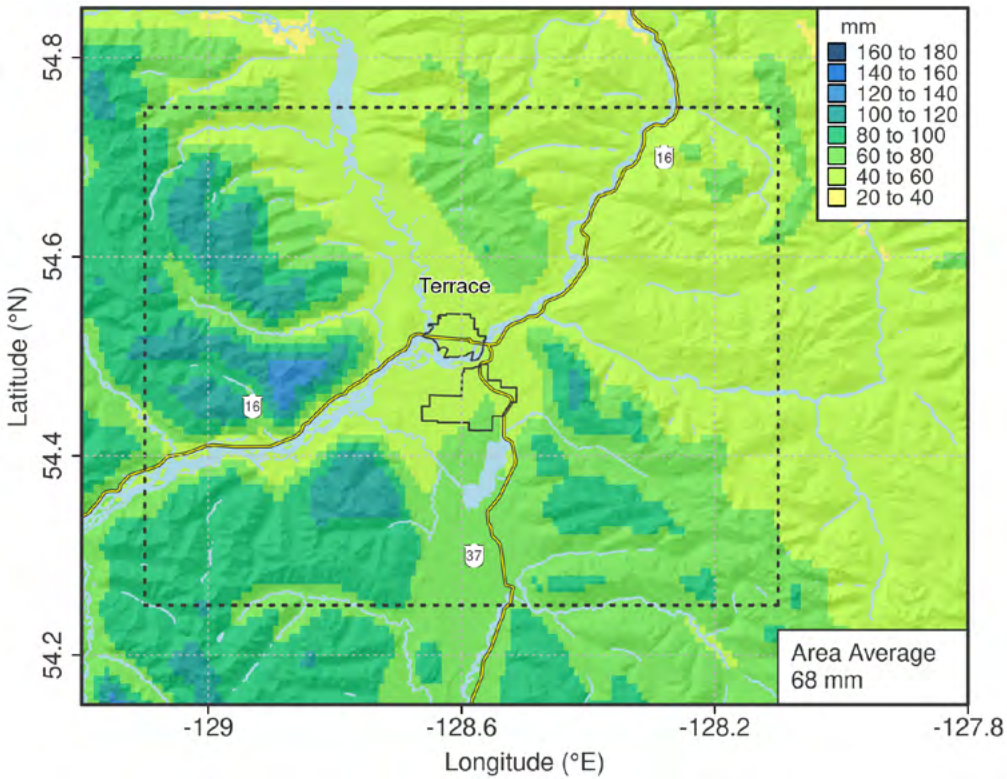 mm
160 to 180
140 to 160
120 to 140
100 to 120
80 to 100
60 to 80
40 to 60
20 to 40
54.8
54.6
54.4
54.2
Latitude (°N)
16
Terrace
16
37
Area Average
68 mm
-129
-128.6
-128.2
-127.8
Longitude (°E)